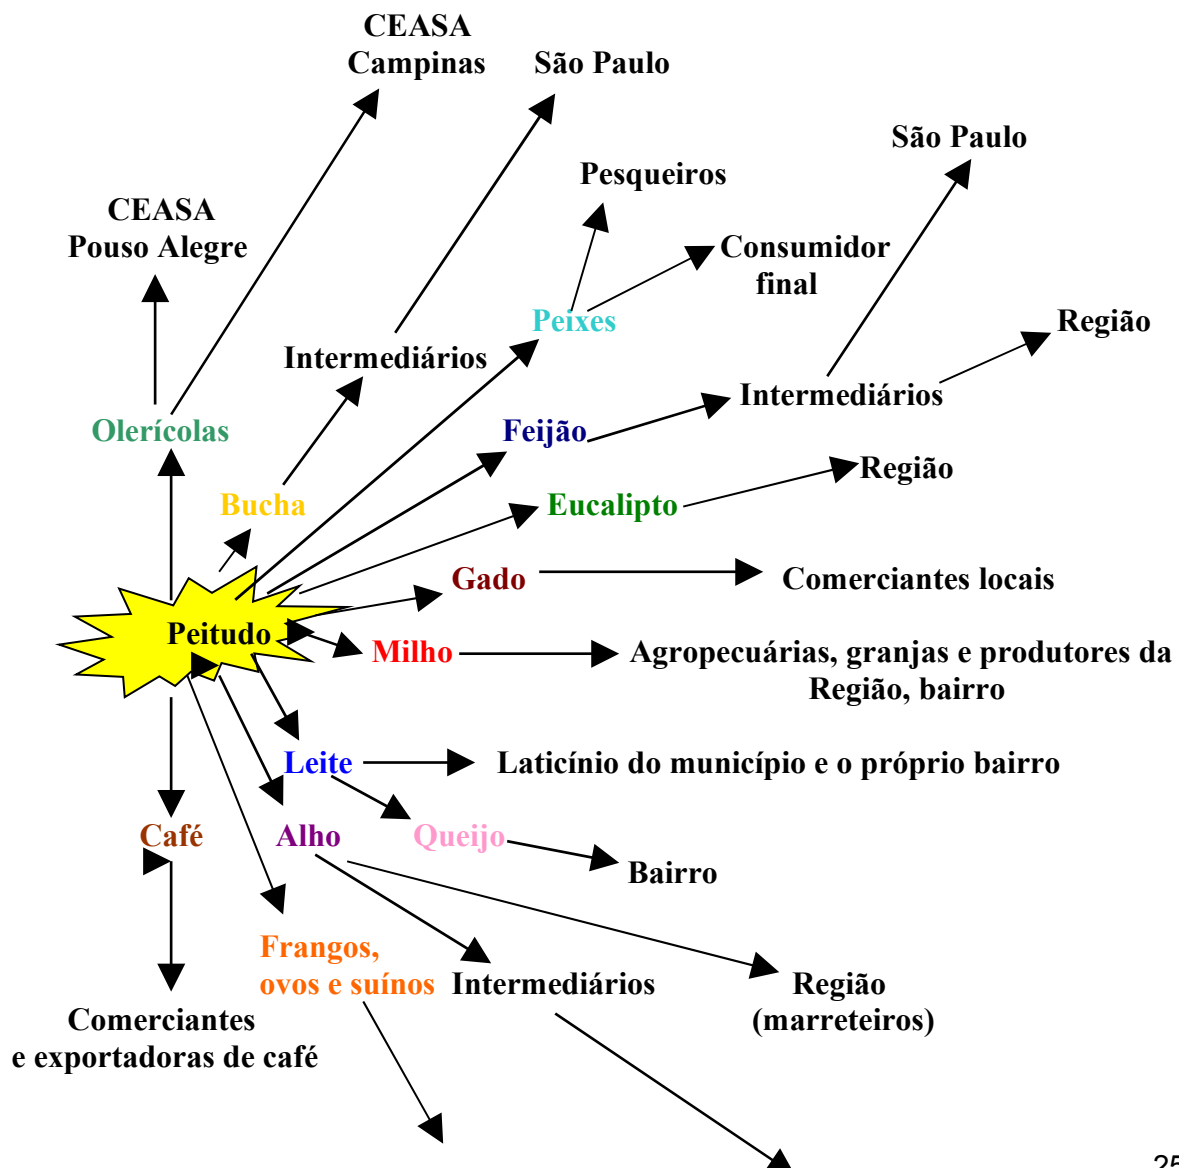 CEASA
Campinas
São Paulo
São Paulo
Pesqueiros
CEASA
Pouso Alegre
Consumidor
final
Peixes
Região
Intermediários
Intermediários
Olerícolas
Feijão
Região
Bucha
Eucalipto
Gado
Comerciantes locais
Peitudo
Milho
Agropecuárias, granjas e produtores da
Região, bairro
Leite
Laticínio do município e o próprio bairro
Café
Alho
Queijo
Bairro
Frangos,
ovos e suínos
Intermediários
Região
(marreteiros)
Comerciantes
e exportadoras de café
25